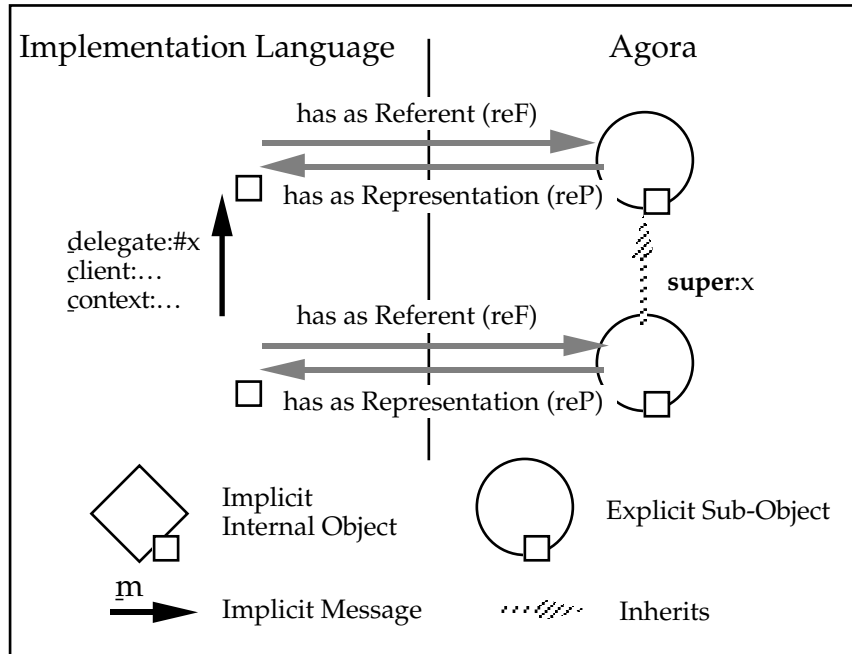 Implementation Language
Agora
has as Referent (reF)
has as Representation (reP)
delegate:#x
client:…
context:…
super:x
has as Referent (reF)
has as Representation (reP)
Implicit
Internal Object
Explicit Sub-Object
m
Implicit Message
Inherits